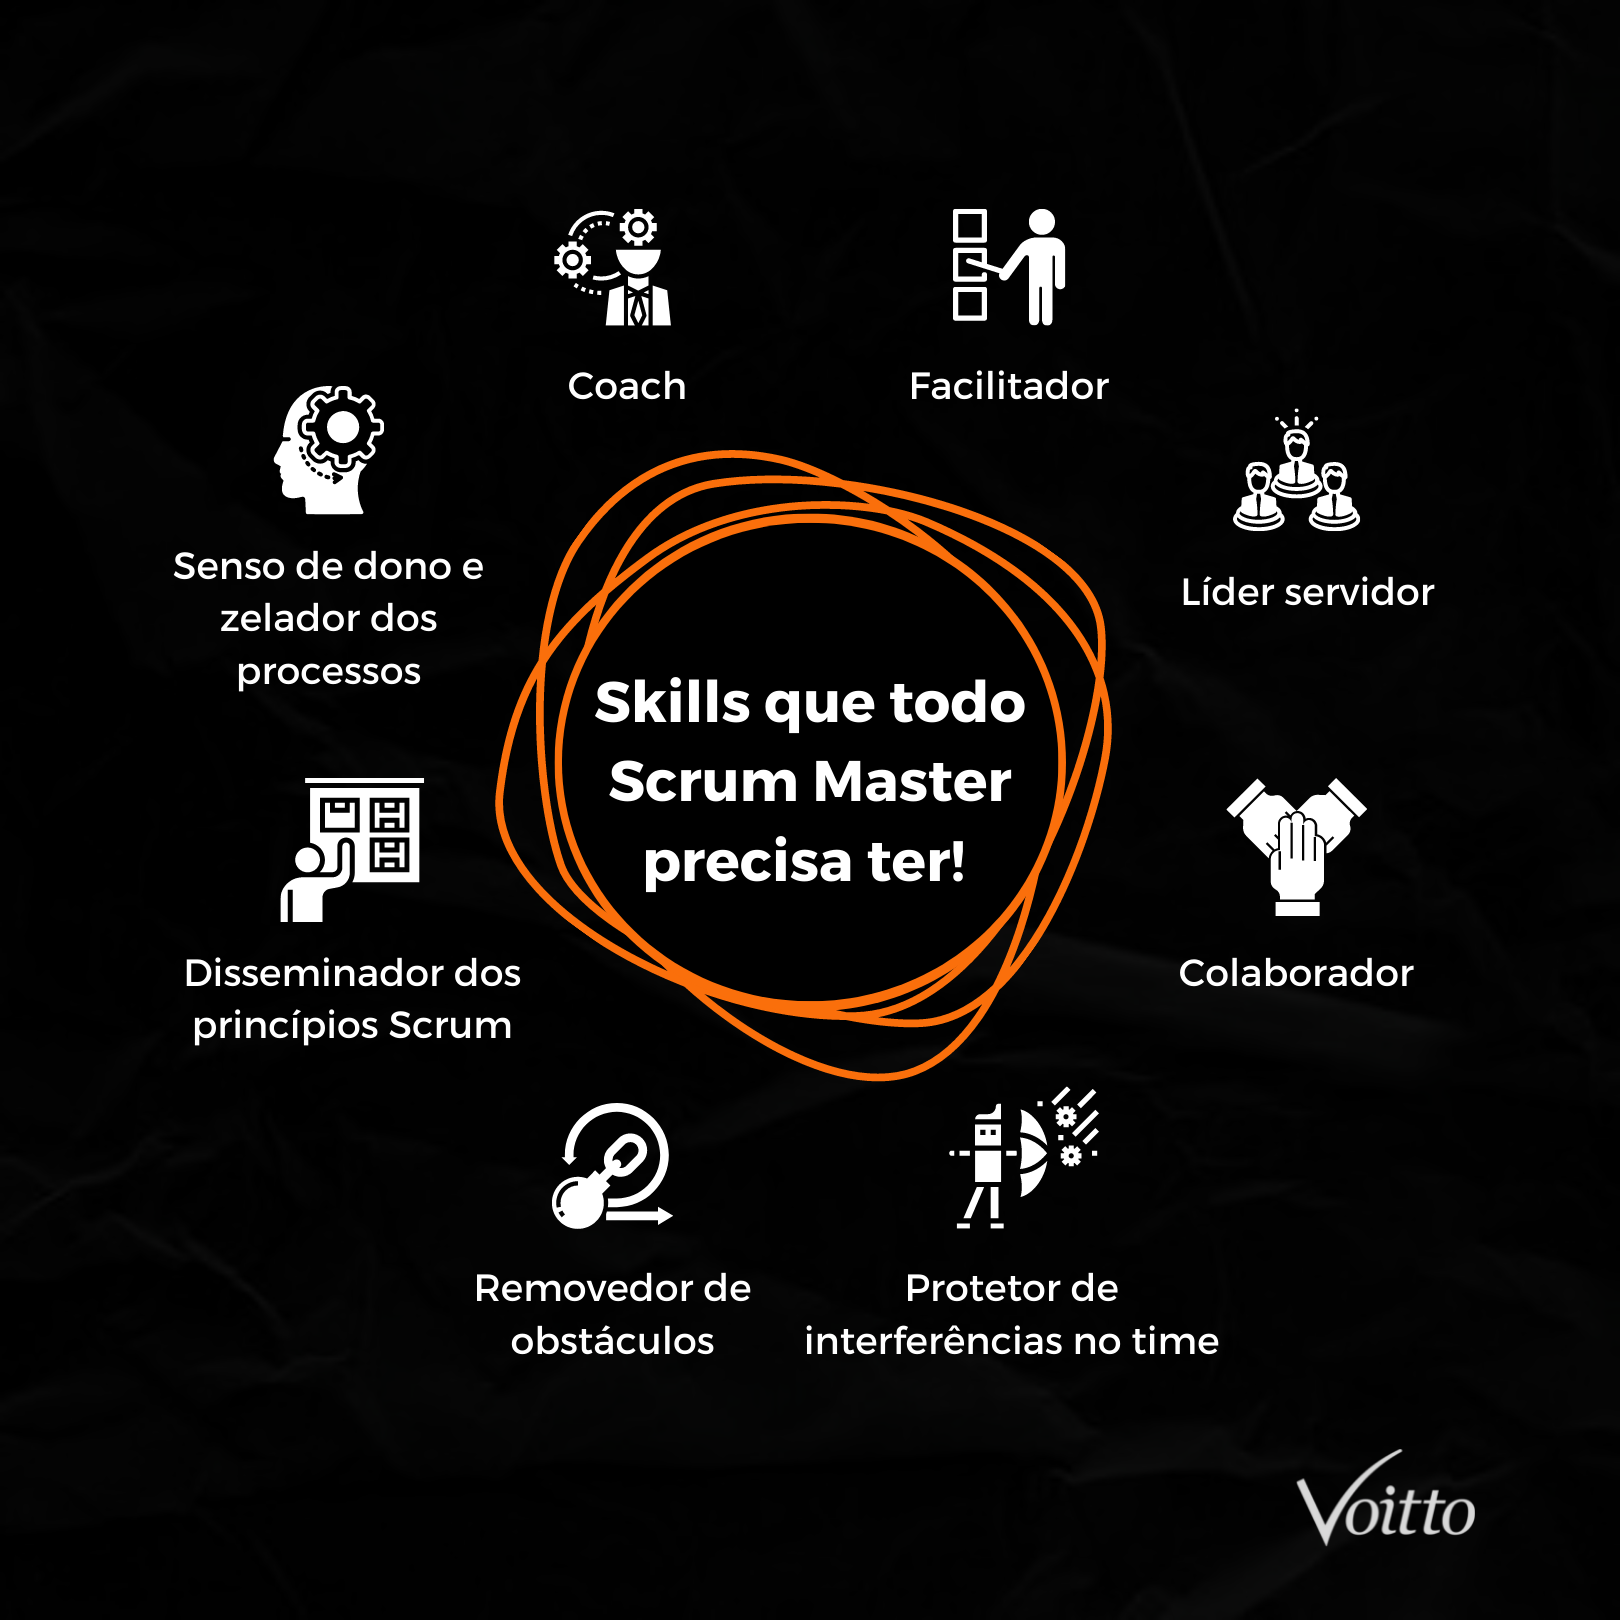 Coach
Facilitador
Líder servidor
Senso de dono e
zelador dos
processos
Skills que todo
Scrum Master
precisa ter!
Colaborador
Disseminador dos
princípios Scrum
Removedor de
obstáculos
Protetor de
interferências no time
Voitto